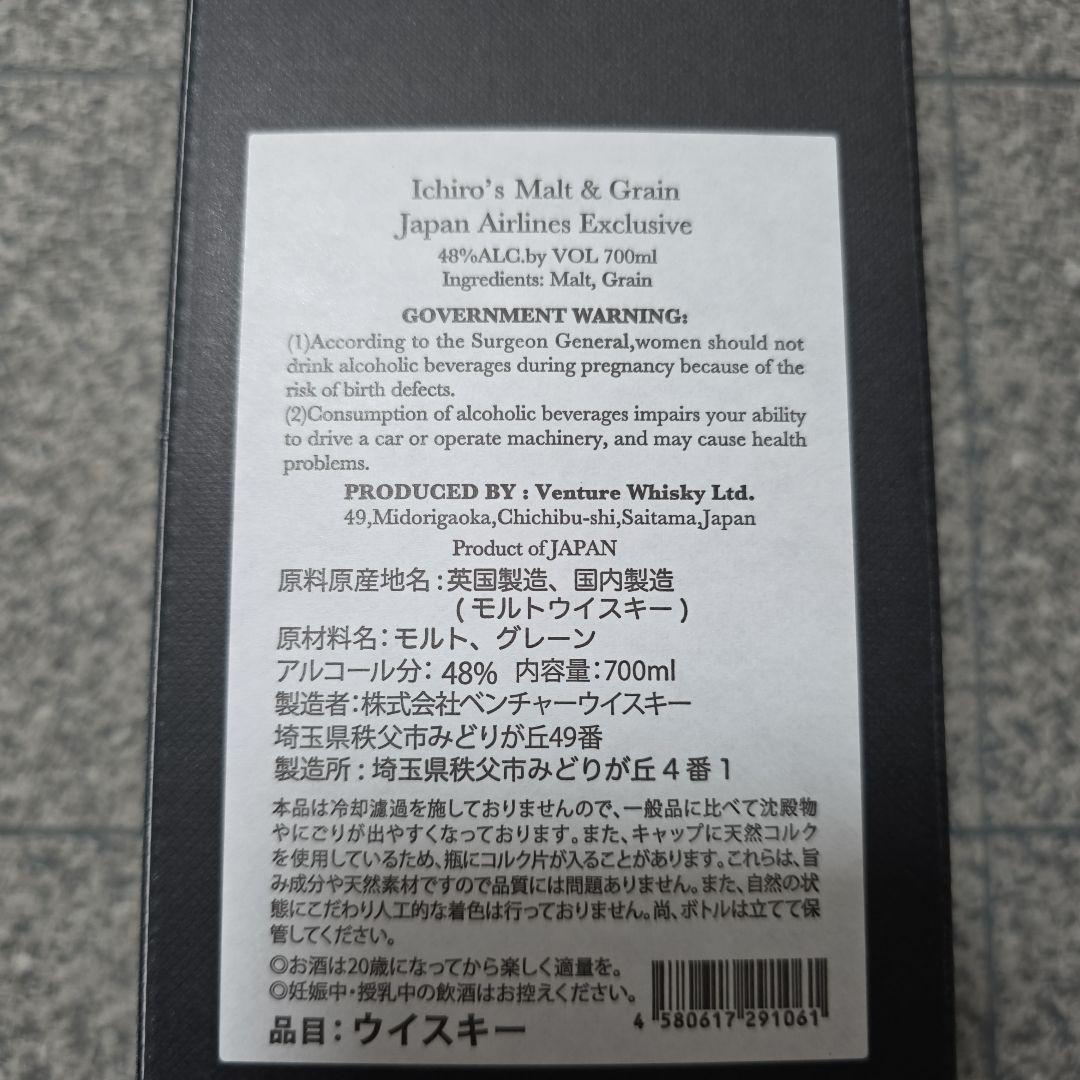 Ichiro's Malt & Grain
Japan Airlines Exclusive
48%ALC.by VOL 700ml
Ingredients: Malt, Grain
GOVERNMENT WARNING:
(1)According to the Surgeon General,women should not
drink alcoholic beverages during pregnancy because of the
risk of birth defects.
(2)Consumption of alcoholic beverages impairs your ability
to drive a car or operate machinery, and may cause health
problems.
PRODUCED BY : Venture Whisky Ltd.
49,Midorigaoka,Chichibu-shi,Saitama,Japan
Product of JAPAN
原料原産地名:英国製造、国内製造
(モルトウイスキー)
原材料名:モルト、グレーン
アルコール分: 48% 内容量:700ml
製造者:株式会社ベンチャーウイスキー
埼玉県秩父市みどりが丘49番
製造所:埼玉県秩父市みどりが丘4番1
本品は冷却濾過を施しておりませんので、一般品に比べて沈殿物
やにごりが出やすくなっております。また、キャップに天然コルク
を使用しているため、瓶にコルク片が入ることがあります。これらは、旨
み成分や天然素材ですので品質には問題ありません。また、自然の状
態にこだわり人工的な着色は行っておりません。尚、ボトルは立てて保
管してください。
◎お酒は20歳になってから楽しく適量を。
◎妊娠中・授乳中の飲酒はお控えください。
品目:ウイスキー
4 580617 291061